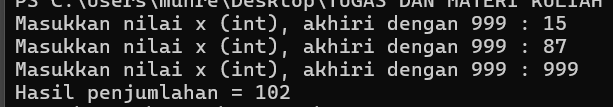 PS C:\Users\munre\Desktop\TUGAS DAN MATERI KULIAH
Masukkan nilai x (int), akhiri dengan 999 : 15
Masukkan nilai x (int), akhiri dengan 999 : 87
Masukkan nilai x (int), akhiri dengan 999 : 999
Hasil penjumlahan = 102